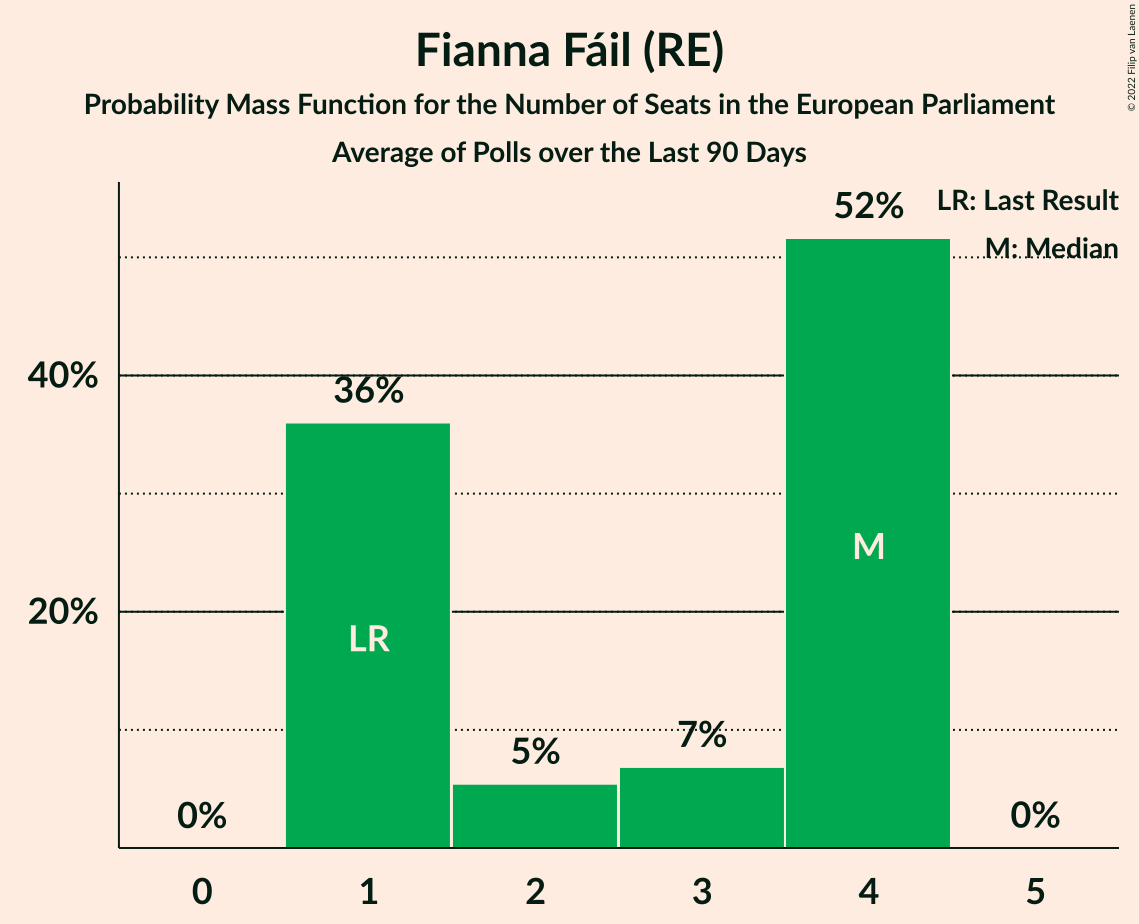 Fianna Fáil (RE)
Probability Mass Function for the Number of Seats in the European Parliament
Average of Polls over the Last 90 Days
© 2022 Filip van Laenen
LR: Last Result
M: Median
52%
40%
36%
M
20%
LR
7%
5%
0%
0%
0 1 2 3 4 5